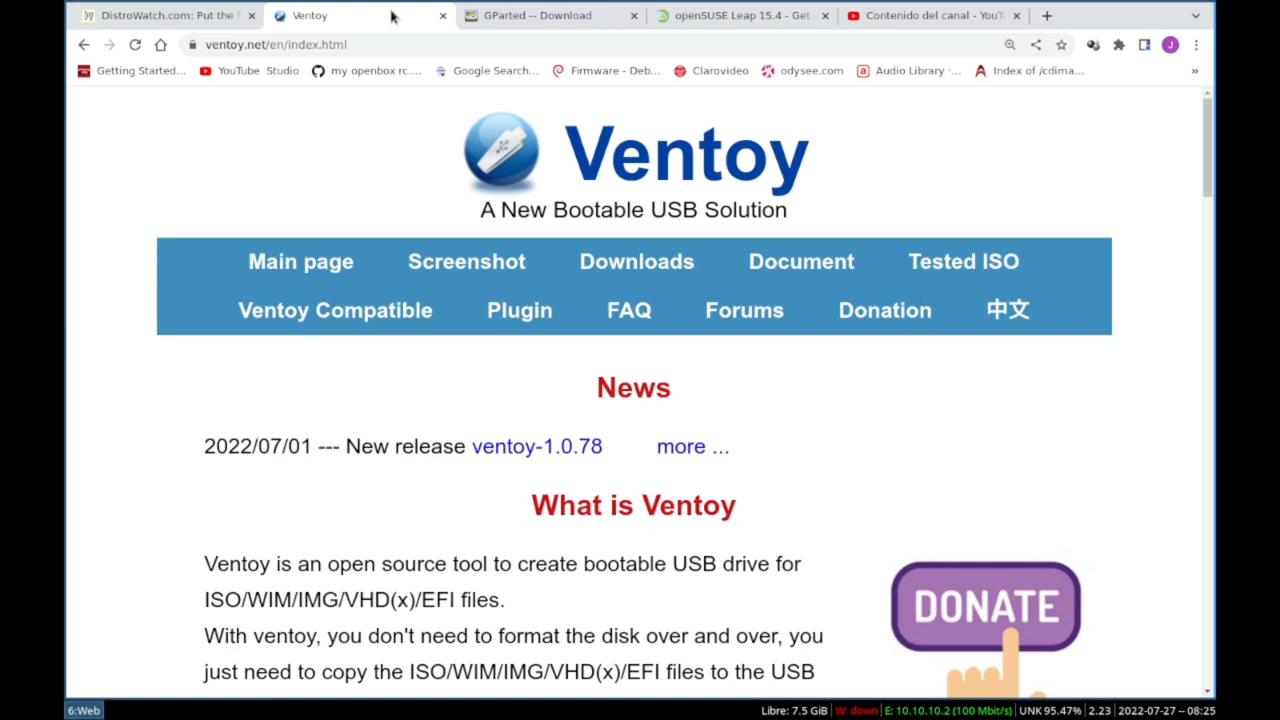 DistroWatch.com: Put the f
Ventoy
GParted -- Download
openSUSE Leap 15.4 - Get
Contenido del canal - YouT
ventoy.net/en/index.html
J
Getting Started...
YouTube Studio
my openbox rc....
Google Search...
Firmware - Deb...
Clarovideo
odysee.com
Audio Library -...
Index of /cdima...
»
Ventoy
A New Bootable USB Solution
Main page Screenshot Downloads Document Tested ISO
Ventoy Compatible Plugin FAQ Forums Donation 中文
News
2022/07/01 --- New release ventoy-1.0.78 more ...
What is Ventoy
Ventoy is an open source tool to create bootable USB drive for
ISO/WIM/IMG/VHD(x)/EFI files.
With ventoy, you don't need to format the disk over and over, you
just need to copy the ISO/WIM/IMG/VHD(x)/EFI files to the USB
DONATE
6:Web
Libre: 7.5 GiB | W: down | E: 10.10.10.2 (100 Mbit/s) | UNK 95.47% | 2.23 | 2022-07-27 -- 08:25